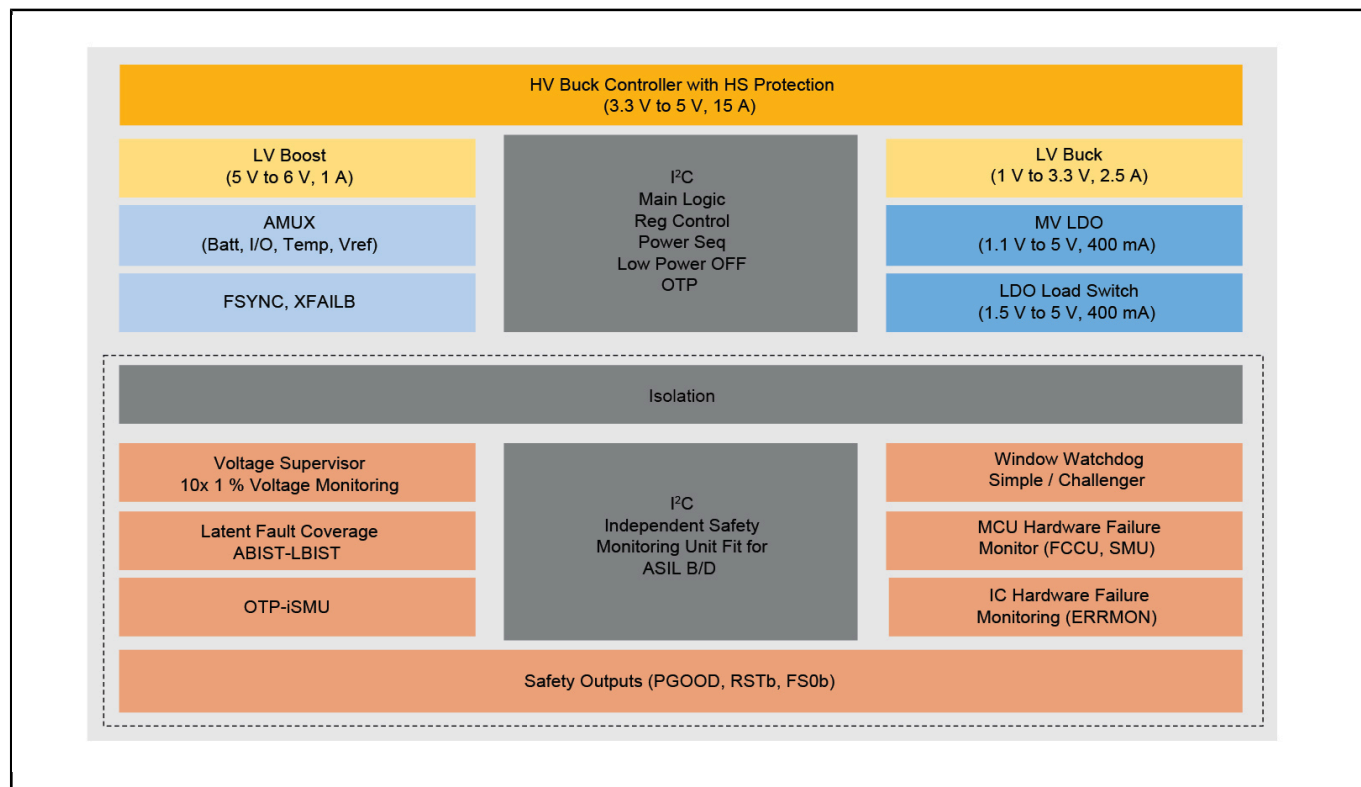 HV Buck Controller with HS Protection
(3.3 V to 5 V, 15 A)
LV Boost
(5 V to 6 V, 1 A)
AMUX
(Batt, I/O, Temp, Vref)
FSYNC, XFAILB
I²C
Main Logic
Reg Control
Power Seq
Low Power OFF
OTP
LV Buck
(1 V to 3.3 V, 2.5 A)
MV LDO
(1.1 V to 5 V, 400 mA)
LDO Load Switch
(1.5 V to 5 V, 400 mA)
Isolation
Voltage Supervisor
10x 1 % Voltage Monitoring
Latent Fault Coverage
ABIST-LBIST
OTP-iSMU
I²C
Independent Safety
Monitoring Unit Fit for
ASIL B/D
Window Watchdog
Simple / Challenger
MCU Hardware Failure
Monitor (FCCU, SMU)
IC Hardware Failure
Monitoring (ERRMON)
Safety Outputs (PGOOD, RSTb, FS0b)